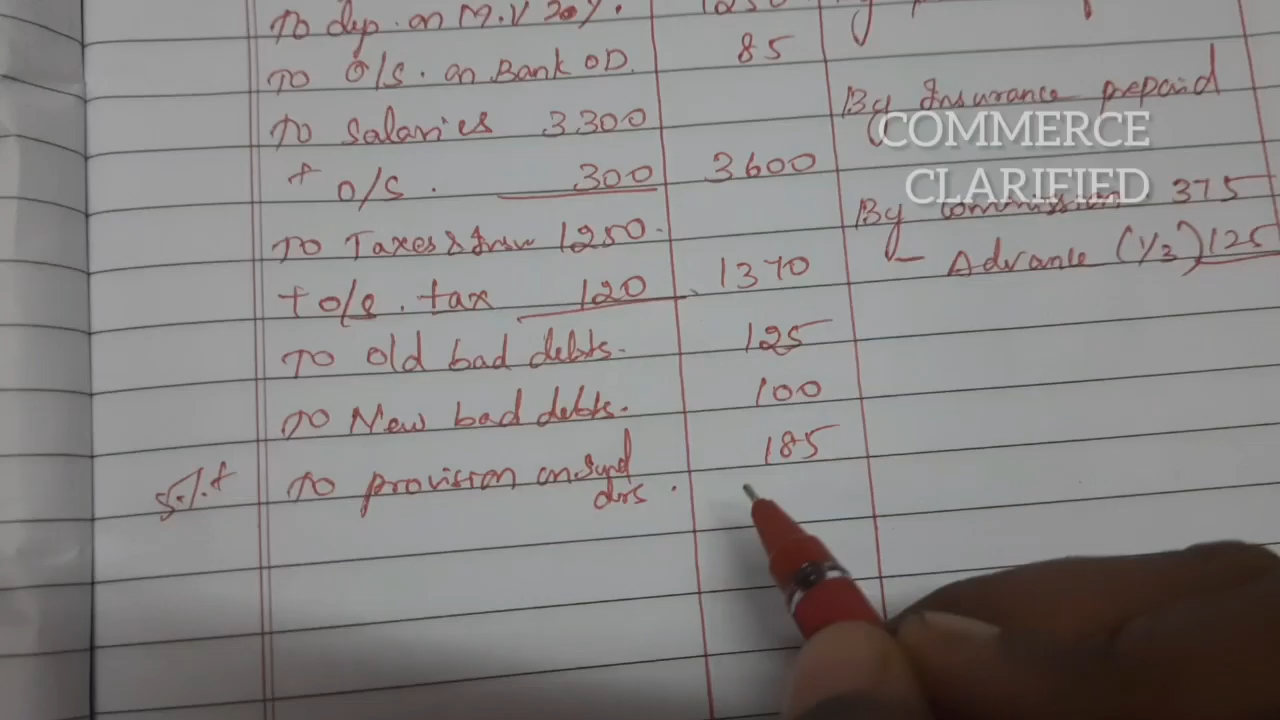 To dep. on M.V 20%. 1250
To O/S. on Bank OD. 85
To Salaries 3300
+ O/S. 300 3600
To Taxes & Insu 1250.
+ O/S. tax 120 1370
To Old bad debts. 125
To New bad debts. 100
5% + To provision on Sund 185
drs.
By Insurance prepaid
By Commission 375
- Advance (1/3) 125
COMMERCE
CLARIFIED